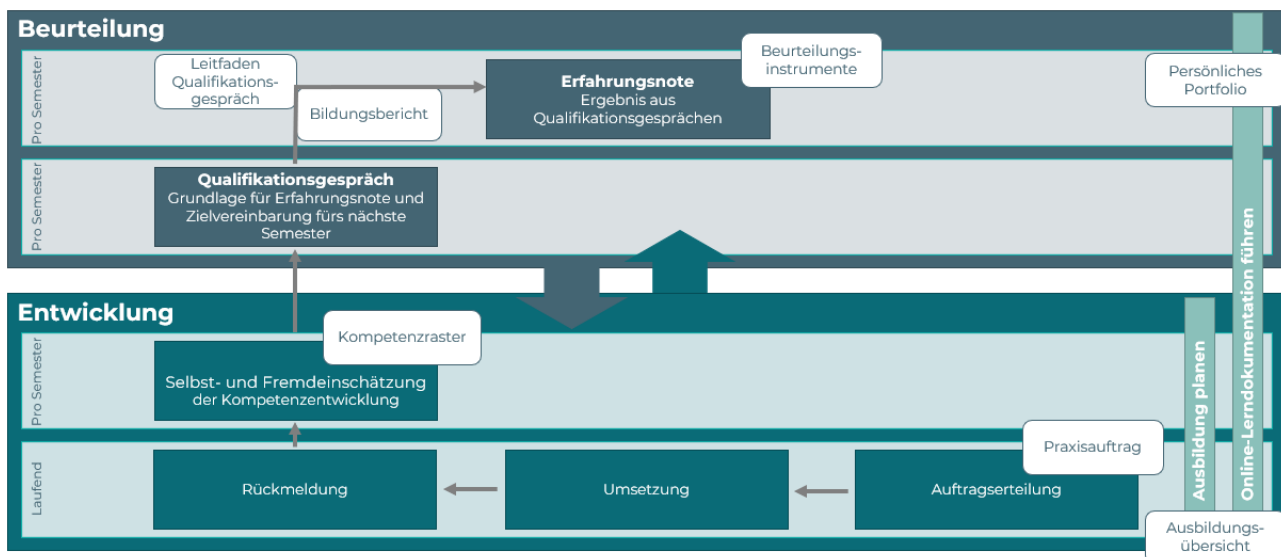 Beurteilung
Pro Semester
Leitfaden
Qualifikations-
gespräch
Bildungsbericht
Erfahrungsnote
Ergebnis aus
Qualifikationsgesprächen
Beurteilungs-
instrumente
Persönliches
Portfolio
Pro Semester
Qualifikationsgespräch
Grundlage für Erfahrungsnote und
Zielvereinbarung fürs nächste
Semester
Entwicklung
Pro Semester
Kompetenzraster
Selbst- und Fremdeinschätzung
der Kompetenzentwicklung
Laufend
Rückmeldung
Umsetzung
Auftragserteilung
Praxisauftrag
Ausbildung planen
Online-Lerndokumentation führen
Ausbildungs-
übersicht